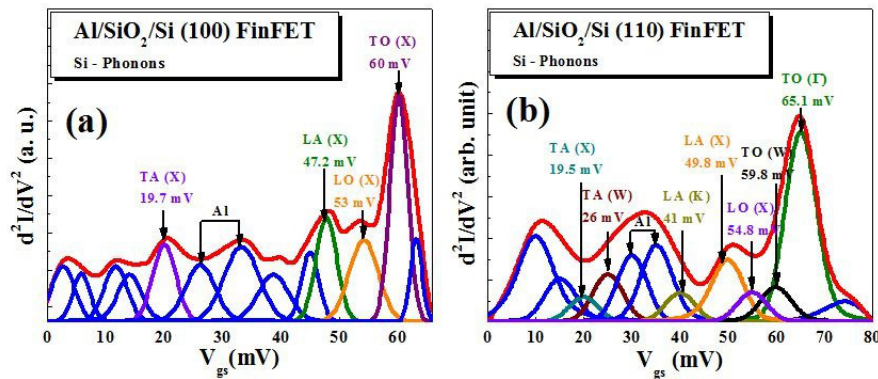 Al/SiO₂/Si (100) FinFET
Si - Phonons
(a)
TO (X)
60 mV
LA (X)
47.2 mV
LO (X)
53 mV
TA (X)
19.7 mV
Al
d²I/dV² (a. u.)
0 10 20 30 40 50 60
V_gs (mV)
Al/SiO₂/Si (110) FinFET
Si - Phonons
(b)
TO (Γ)
65.1 mV
LA (X)
49.8 mV
TO (W)
59.8 mV
TA (X)
19.5 mV
TA (W)
26 mV
Al
LA (K)
41 mV
LO (X)
54.8 mV
d²I/dV² (arb. unit)
0 10 20 30 40 50 60 70 80
V_gs (mV)